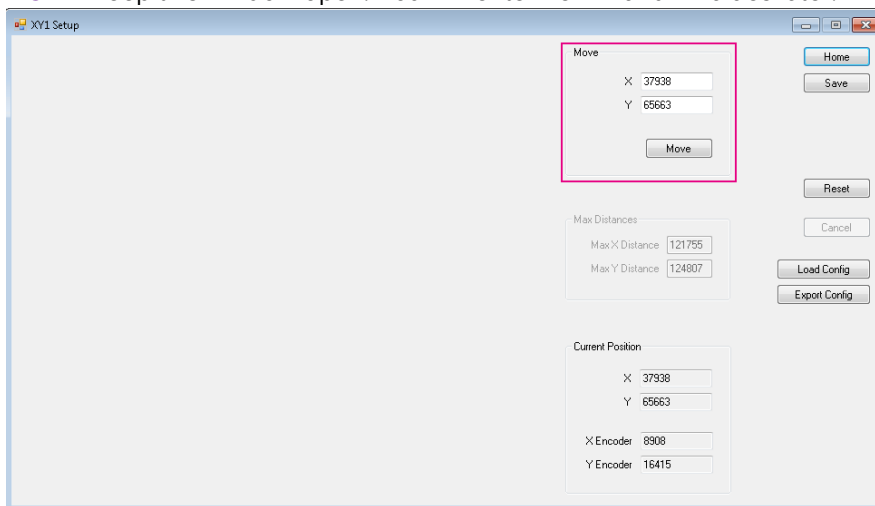 XY1 Setup
Move
X 37938
Y 65663
Move
Home
Save
Reset
Cancel
Max Distances
Max X Distance 121755
Max Y Distance 124807
Load Config
Export Config
Current Position
X 37938
Y 65663
X Encoder 8908
Y Encoder 16415